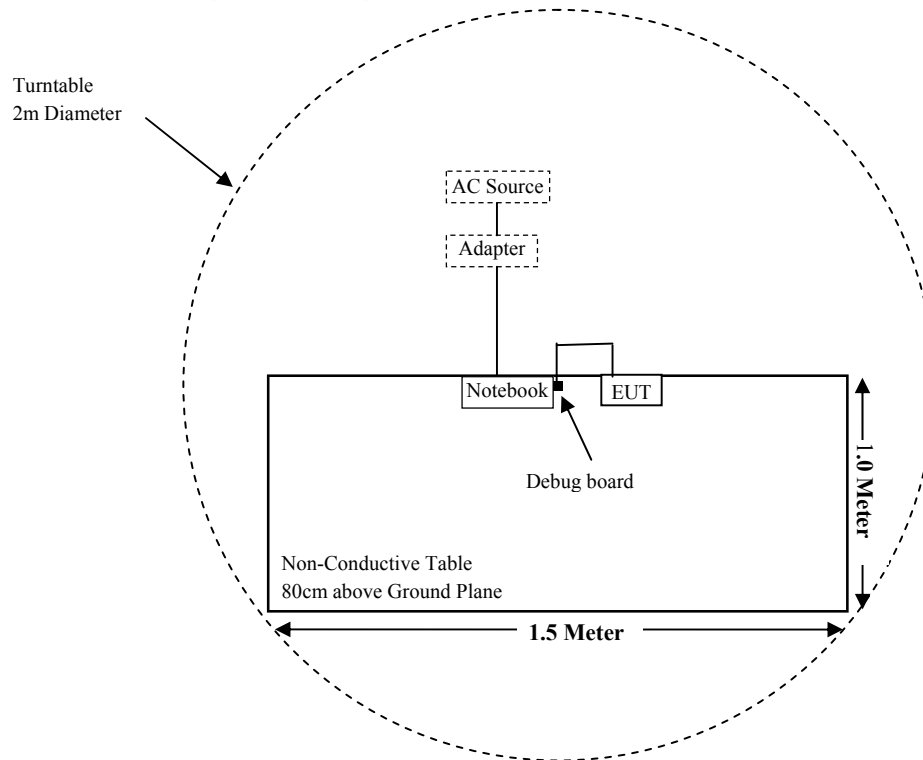 Turntable
2m Diameter
AC Source
Adapter
Notebook
EUT
Debug board
1.0 Meter
Non-Conductive Table
80cm above Ground Plane
1.5 Meter